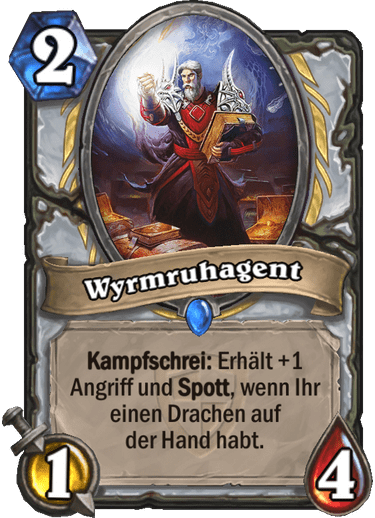 2
Wyrmruhagent
Kampfschrei: Erhält +1
Angriff und Spott, wenn Ihr
einen Drachen auf
der Hand habt.
1
4